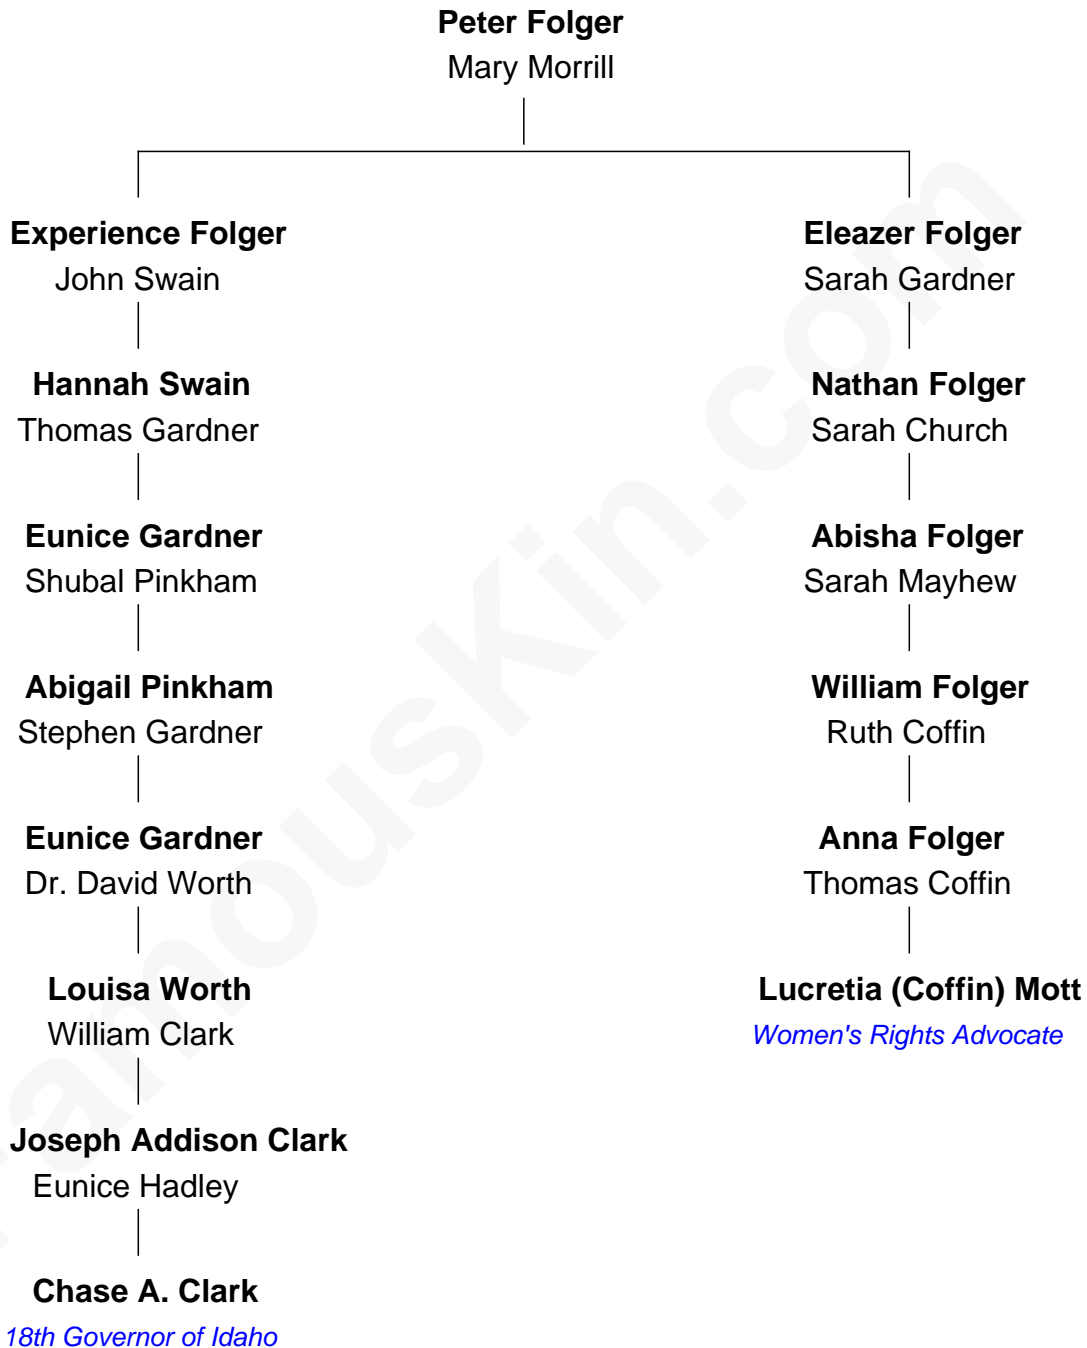 Peter Folger
Mary Morrill
Experience Folger
John Swain
Eleazer Folger
Sarah Gardner
Hannah Swain
Thomas Gardner
Nathan Folger
Sarah Church
Eunice Gardner
Shubal Pinkham
Abisha Folger
Sarah Mayhew
Abigail Pinkham
Stephen Gardner
William Folger
Ruth Coffin
Eunice Gardner
Dr. David Worth
Anna Folger
Thomas Coffin
Louisa Worth
William Clark
Lucretia (Coffin) Mott
Women's Rights Advocate
Joseph Addison Clark
Eunice Hadley
Chase A. Clark
18th Governor of Idaho
FamousKin.com